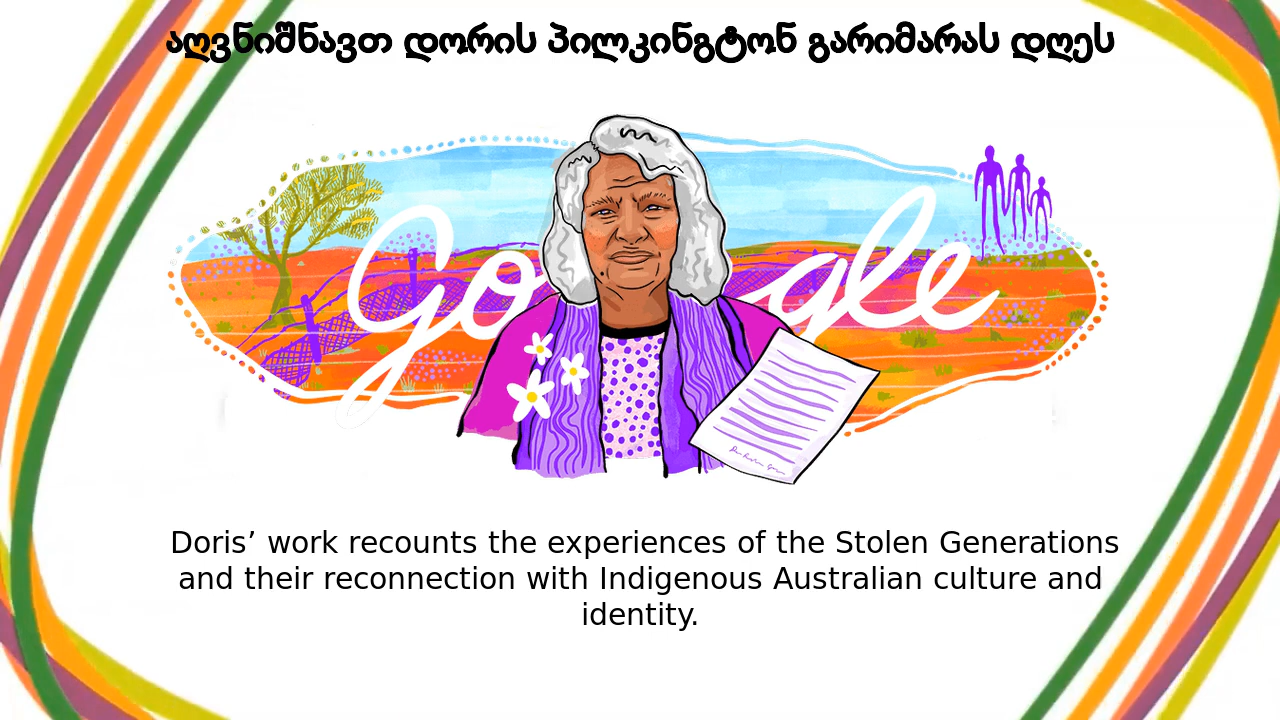 აღვნიშნავთ დორის პილკინგტონ გარიმარას დღეს
Google
Doris’ work recounts the experiences of the Stolen Generations
and their reconnection with Indigenous Australian culture and
identity.